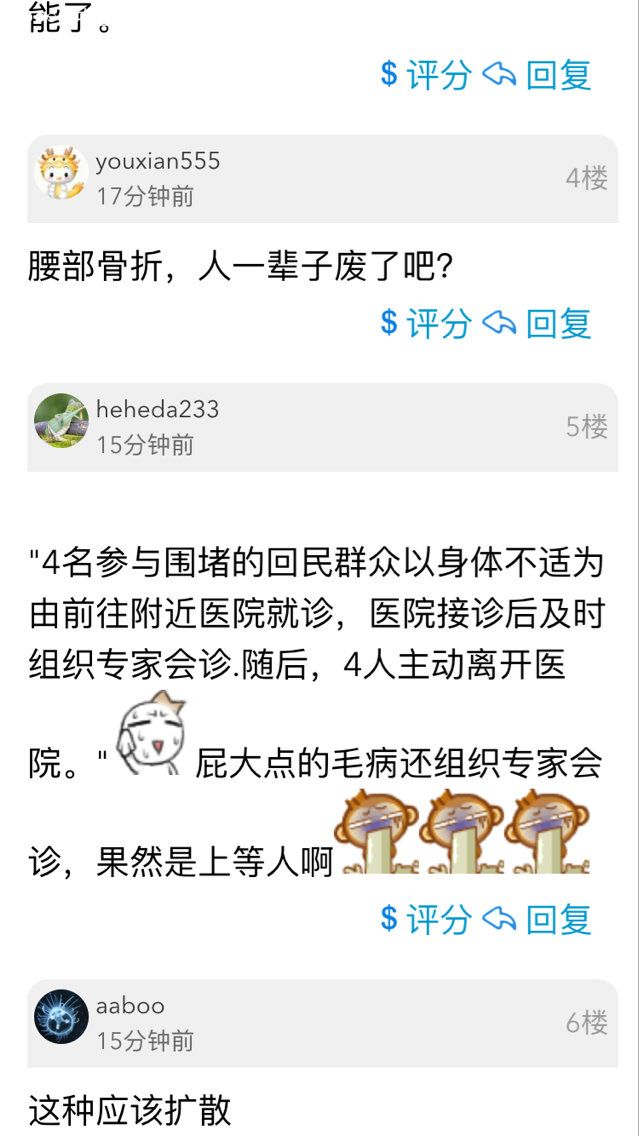 能了。
$ 评分 回复
youxian555
17分钟前
4楼
腰部骨折，人一辈子废了吧？
$ 评分 回复
heheda233
15分钟前
5楼
"4名参与围堵的回民群众以身体不适为
由前往附近医院就诊，医院接诊后及时
组织专家会诊.随后，4人主动离开医
院。" 屁大点的毛病还组织专家会
诊，果然是上等人啊
$ 评分 回复
aaboo
15分钟前
6楼
这种应该扩散